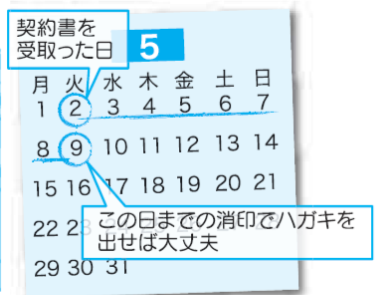 契約書を
受取った日
5
月 火 水 木 金 土 日
1 2 3 4 5 6 7
8 9 10 11 12 13 14
15 16 17 18 19 20 21
この日までの消印でハガキを
出せば大丈夫
22 23
29 30 31